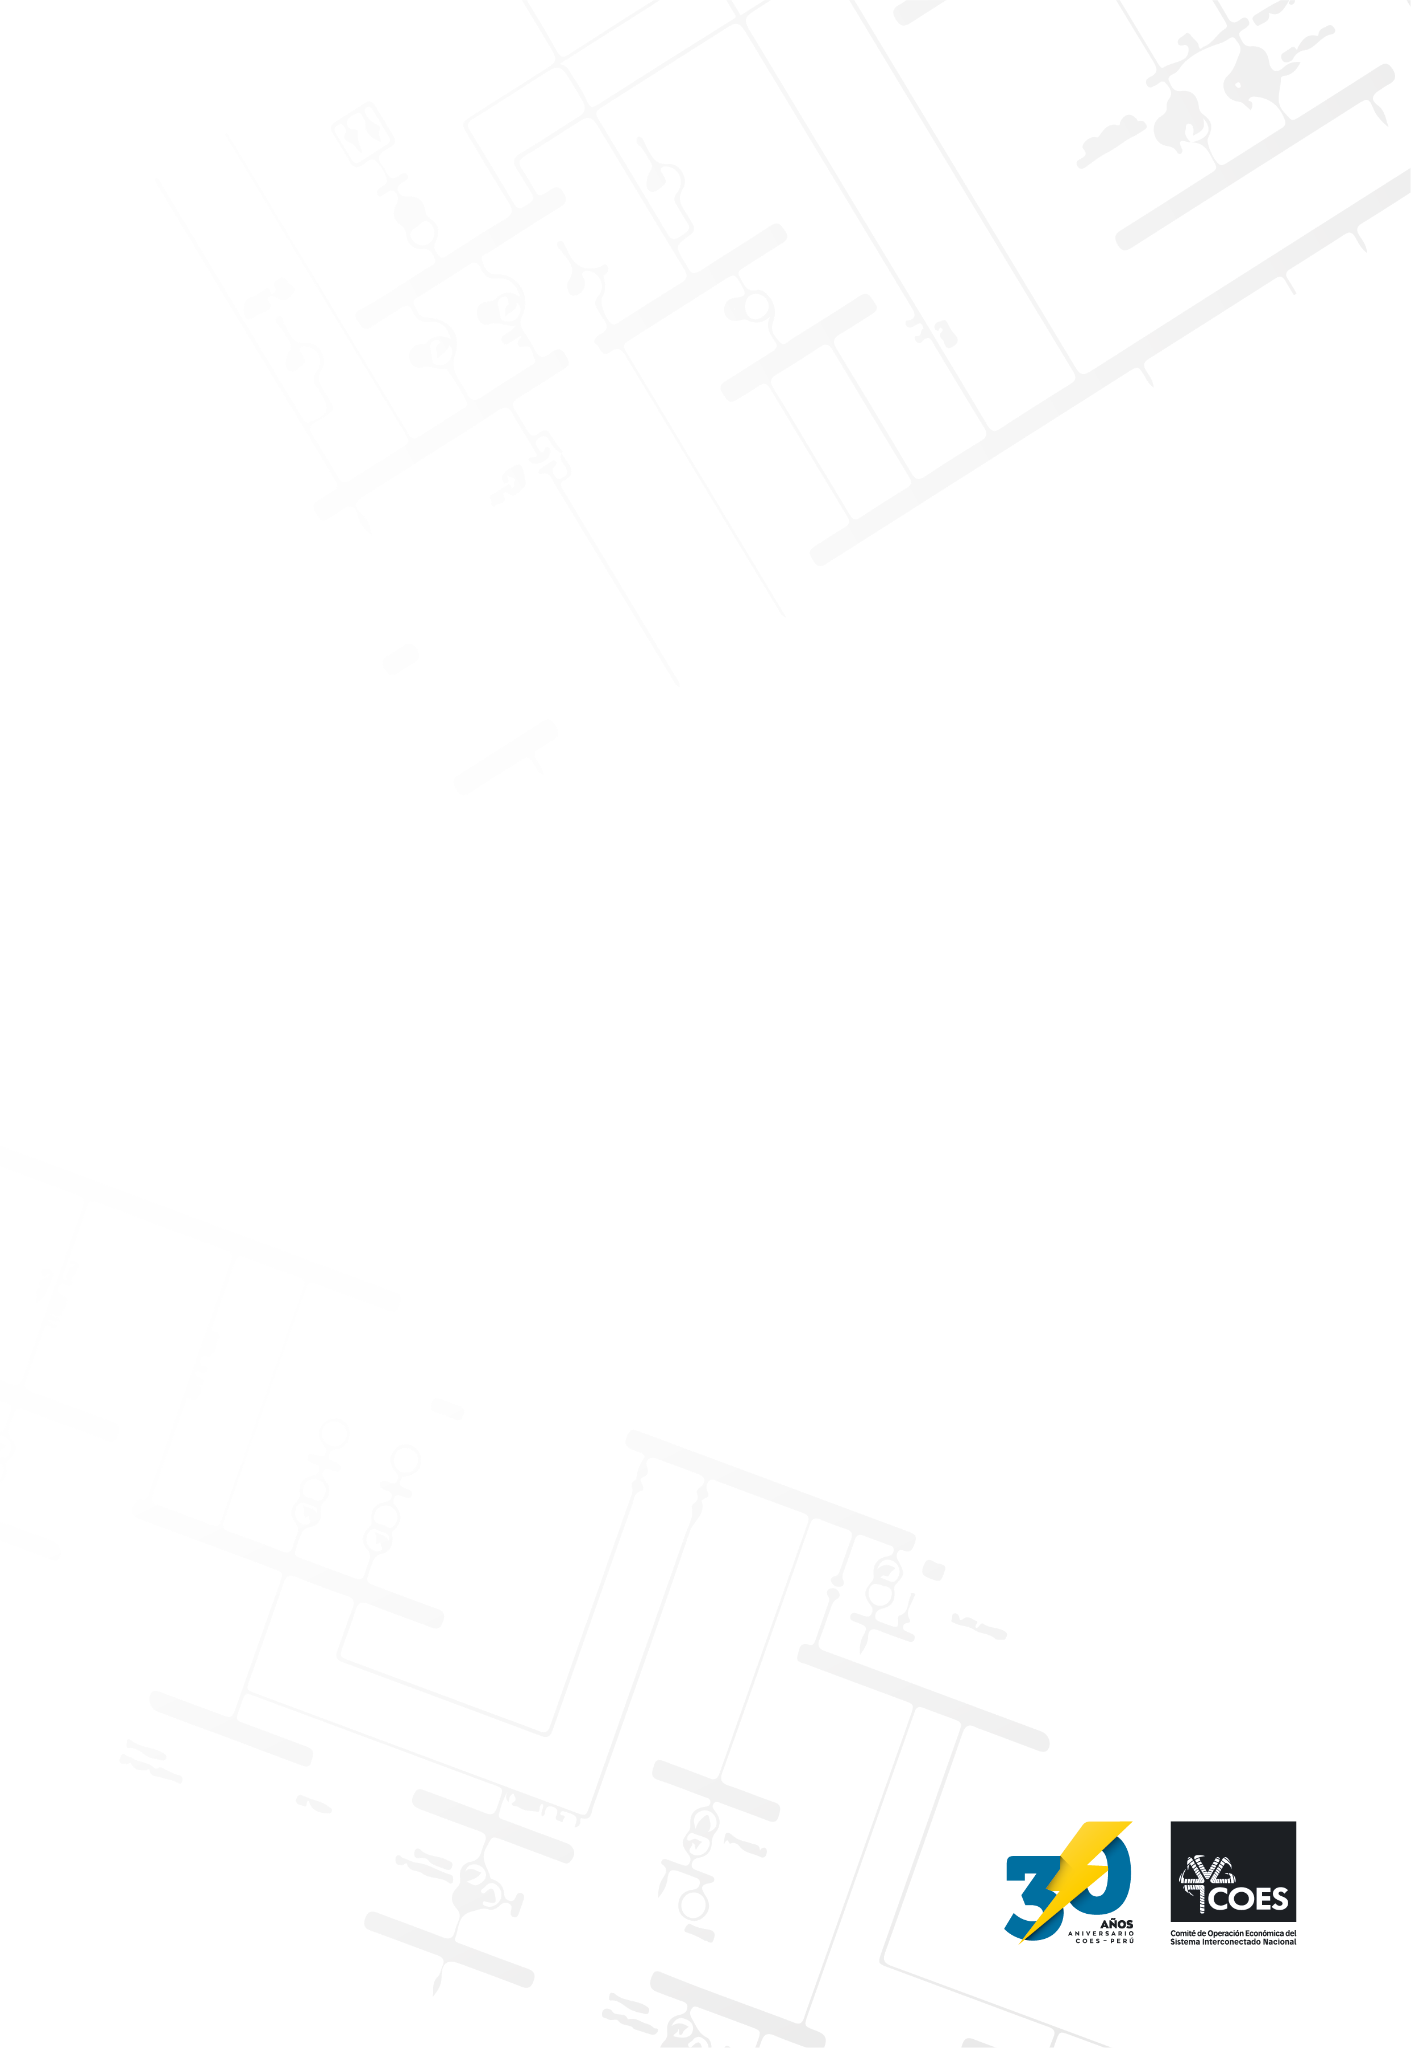 30
AÑOS
ANIVERSARIO
COES – PERÚ
COES
Comité de Operación Económica del
Sistema Interconectado Nacional